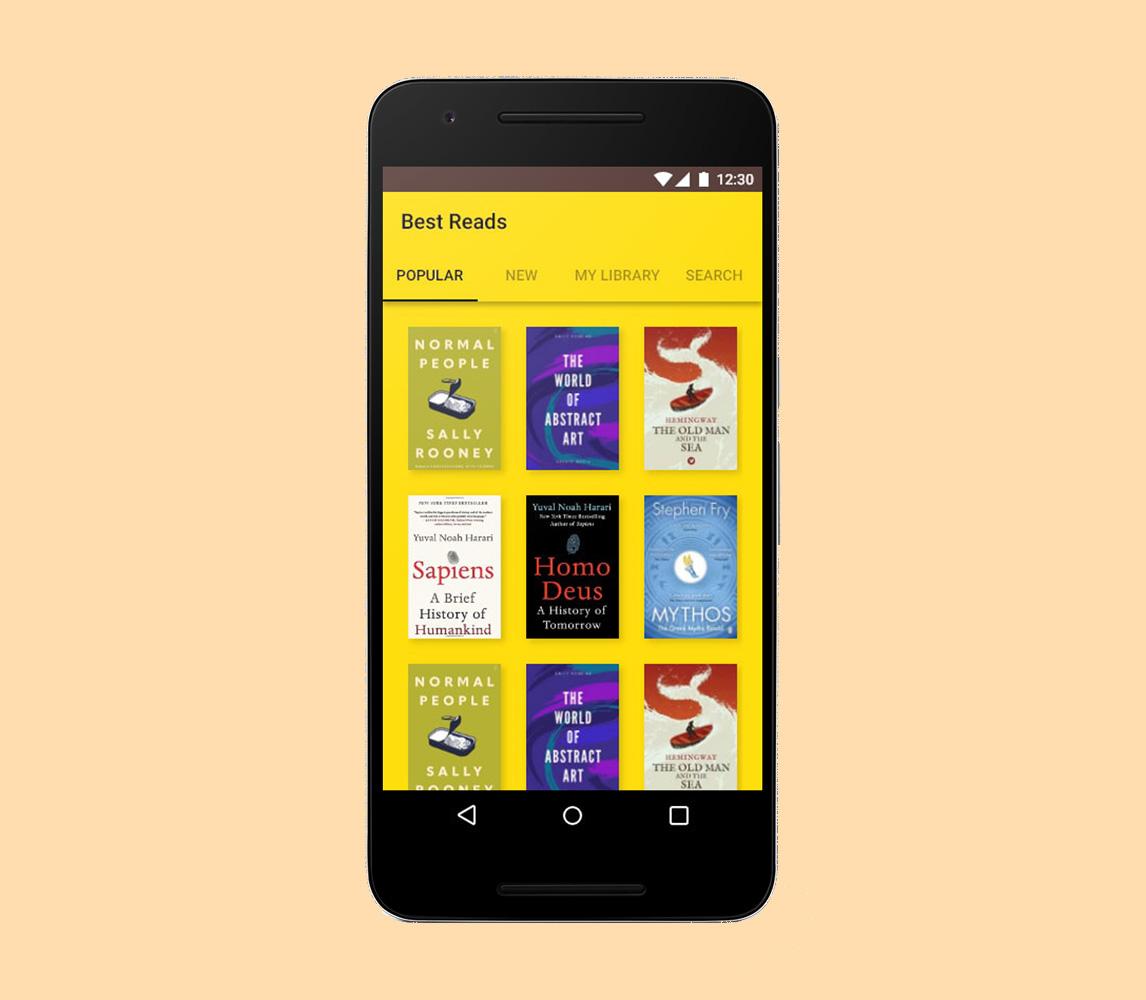 12:30
Best Reads
POPULAR NEW MY LIBRARY SEARCH
NORMAL
PEOPLE
SALLY
ROONEY
THE
WORLD
OF
ABSTRACT
ART
HEMINGWAY
THE OLD MAN
AND THE
SEA
NEW YORK TIMES BESTSELLER
Yuval Noah Harari
Sapiens
A Brief
History of
Humankind
Yuval Noah Harari
New York Times Bestselling
Author of Sapiens
Homo
Deus
A History of
Tomorrow
Stephen Fry
MYTHOS
The Greek Myths Retold
NORMAL
PEOPLE
SALLY
ROONEY
THE
WORLD
OF
ABSTRACT
ART
HEMINGWAY
THE OLD MAN
AND THE
SEA